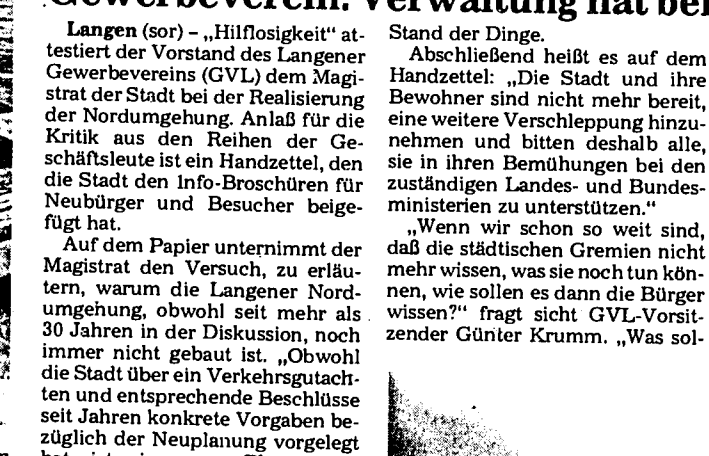 Gewerbeverein: Verwaltung hat
Langen (sor) – „Hilflosigkeit“ at-
testiert der Vorstand des Langener
Gewerbevereins (GVL) dem Magi-
strat der Stadt bei der Realisierung
der Nordumgehung. Anlaß für die
Kritik aus den Reihen der Ge-
schäftsleute ist ein Handzettel, den
die Stadt den Info-Broschüren für
Neubürger und Besucher beige-
fügt hat.
Auf dem Papier unternimmt der
Magistrat den Versuch, zu erläu-
tern, warum die Langener Nord-
umgehung, obwohl seit mehr als
30 Jahren in der Diskussion, noch
immer nicht gebaut ist. „Obwohl
die Stadt über ein Verkehrsgutach-
ten und entsprechende Beschlüsse
seit Jahren konkrete Vorgaben be-
züglich der Neuplanung vorgelegt
Stand der Dinge.
Abschließend heißt es auf dem
Handzettel: „Die Stadt und ihre
Bewohner sind nicht mehr bereit,
eine weitere Verschleppung hinzu-
nehmen und bitten deshalb alle,
sie in ihren Bemühungen bei den
zuständigen Landes- und Bundes-
ministerien zu unterstützen.“
„Wenn wir schon so weit sind,
daß die städtischen Gremien nicht
mehr wissen, was sie noch tun kön-
nen, wie sollen es dann die Bürger
wissen?“ fragt sicht GVL-Vorsit-
zender Günter Krumm. „Was sol-